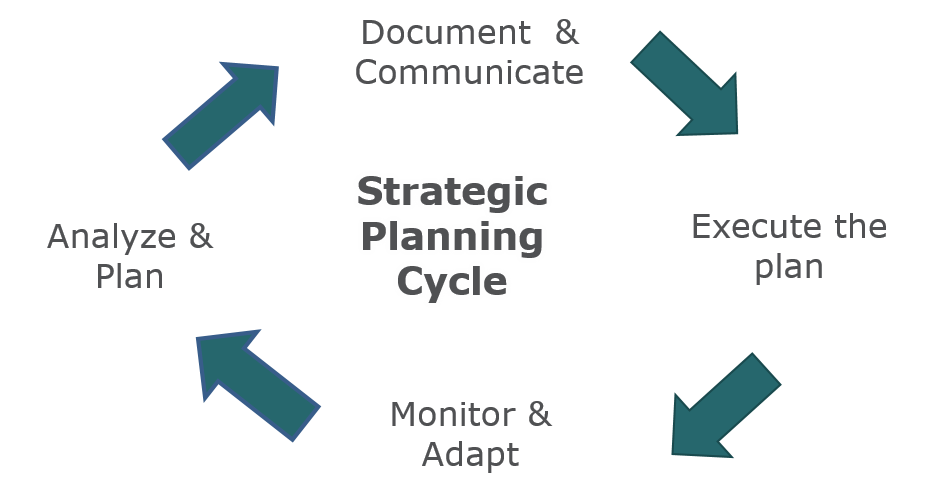 Document  &
Communicate
Strategic
Planning
Cycle
Analyze &
Plan
Execute the
plan
Monitor &
Adapt